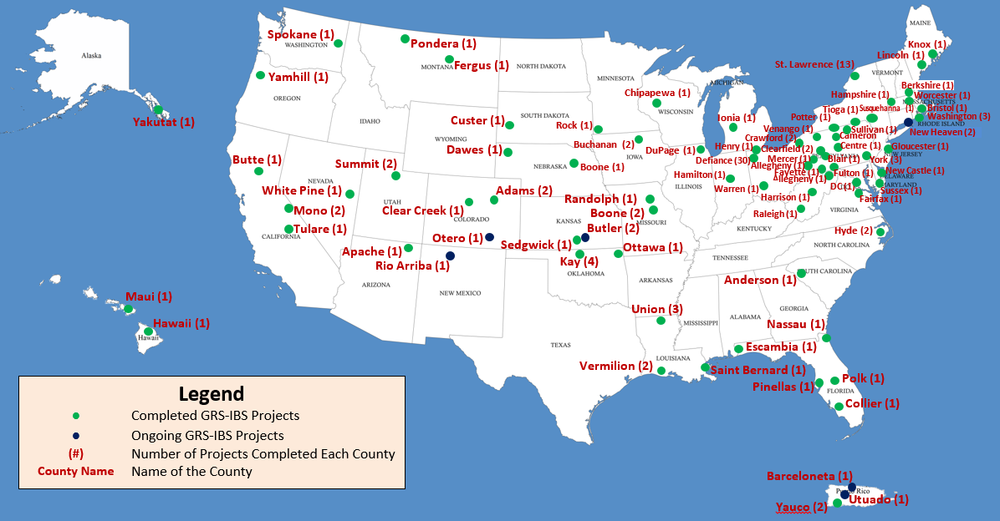 MAINE
Spokane (1)
WASHINGTON
Pondera (1)
Knox (1)
Alaska
MONTANA
Fergus (1)
NORTH DAKOTA
Lincoln (1)
St. Lawrence (13)
VERMONT
Yamhill (1)
MINNESOTA
MICHIGAN
Berkshire (1)
OREGON
Chipapewa (1)
Hampshire (1)
Worcester (1)
WISCONSIN
Tioga (1)
Susquehanna (1)
Bristol (1)
Yakutat (1)
IDAHO
SOUTH DAKOTA
Custer (1)
Rock (1)
Ionia (1)
Potter (1)
Washington (3)
RHODE ISLAND
WYOMING
Venango (1)
Sullivan (1)
New Heaven (2)
Dawes (1)
Buchanan (2)
DuPage (1)
Crawford (2)
Cameron
Henry (1)
Clearfield (2)
Centre (1)
Gloucester (1)
NEW JERSEY
IOWA
Butte (1)
Summit (2)
NEBRASKA
Boone (1)
Defiance (30)
Mercer (1)
Blair (1)
York (3)
Allegheny (1)
Hamilton (1)
Fayette (1)
Fulton (1)
New Castle (1)
NEVADA
Allegheny (1)
White Pine (1)
Adams (2)
ILLINOIS
Warren (1)
Sussex (1)
UTAH
Randolph (1)
Harrison (1)
Fairfax (1)
Mono (2)
Clear Creek (1)
COLORADO
Boone (2)
Raleigh (1)
VIRGINIA
KANSAS
MISSOURI
Tulare (1)
Butler (2)
KENTUCKY
Hyde (2)
CALIFORNIA
Otero (1)
Sedgwick (1)
Ottawa (1)
NORTH CAROLINA
Apache (1)
Kay (4)
TENNESSEE
Rio Arriba (1)
OKLAHOMA
SOUTH CAROLINA
ARIZONA
ARKANSAS
Anderson (1)
NEW MEXICO
Maui (1)
Union (3)
GEORGIA
Hawaii (1)
MISSISSIPPI
ALABAMA
Nassau (1)
Hawaii
TEXAS
Escambia (1)
LOUISIANA
Vermilion (2)
Saint Bernard (1)
Polk (1)
Pinellas (1)
FLORIDA
Collier (1)
Legend
Completed GRS-IBS Projects
Ongoing GRS-IBS Projects
(#) Number of Projects Completed Each County
County Name Name of the County
Barceloneta (1)
Utuado (1)
Yauco (2)